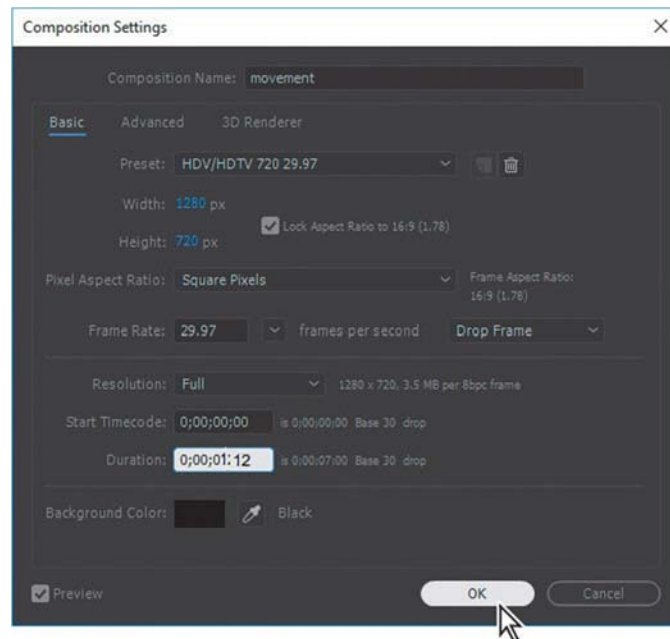 Composition Settings
Composition Name: movement
Basic Advanced 3D Renderer
Preset: HDV/HDTV 720 29.97
Width: 1280 px
Lock Aspect Ratio to 16:9 (1.78)
Height: 720 px
Pixel Aspect Ratio: Square Pixels
Frame Aspect Ratio:
16:9 (1.78)
Frame Rate: 29.97 frames per second Drop Frame
Resolution: Full 1280 x 720, 3.5 MB per 8bpc frame
Start Timecode: 0;00;00;00 is 0;00;00;00 Base 30 drop
Duration: 0;00;01:12 is 0;00;07;00 Base 30 drop
Background Color: Black
Preview OK Cancel